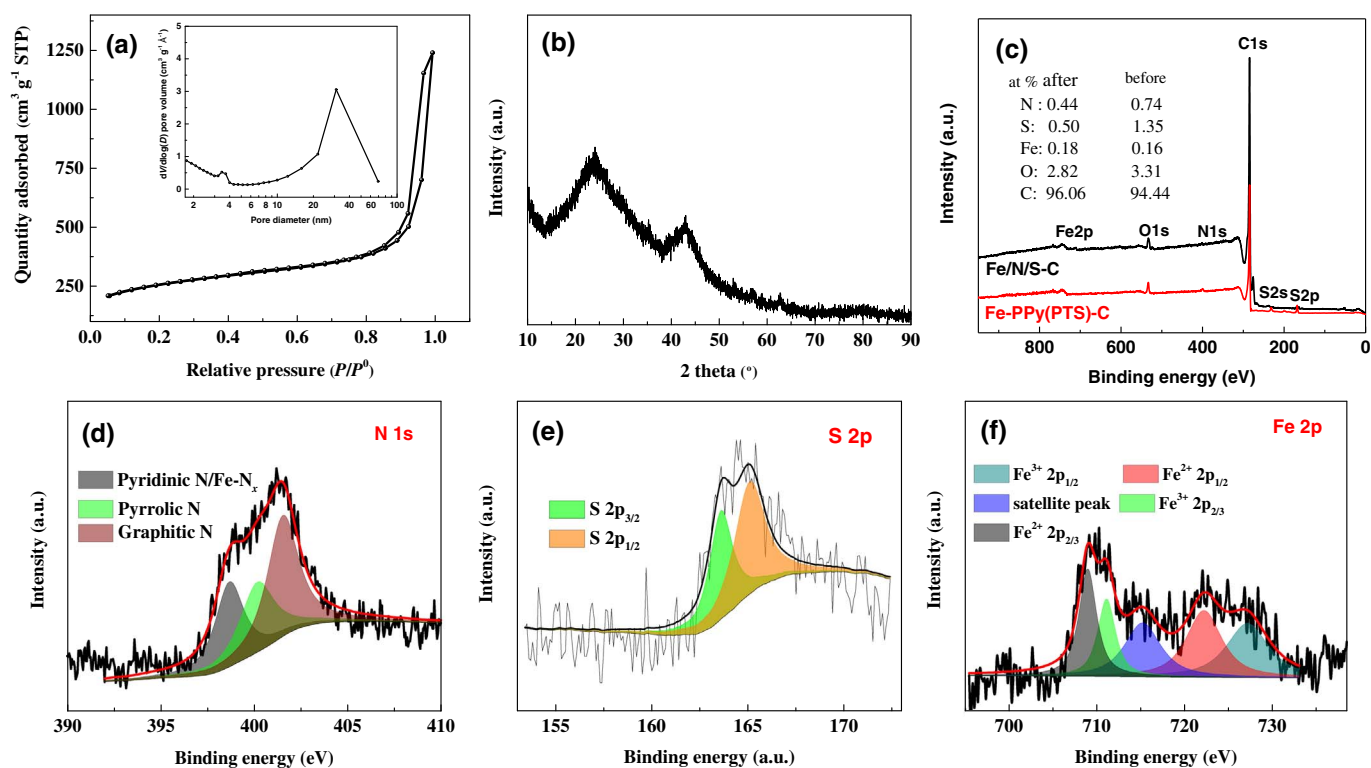 (a)
Quantity adsorbed (cm³ g⁻¹ STP)
1250
1000
750
500
250
0.0 0.2 0.4 0.6 0.8 1.0
Relative pressure (P/P⁰)
dV/dlog(D) pore volume (cm³ g⁻¹ Å⁻¹)
5
4
3
2
1
0
2 4 6 8 10 20 40 60 80 100
Pore diameter (nm)
(b)
Intensity (a.u.)
10 20 30 40 50 60 70 80 90
2 theta (°)
(c)
Intensity (a.u.)
C1s
at % after before
N : 0.44 0.74
S: 0.50 1.35
Fe: 0.18 0.16
O: 2.82 3.31
C: 96.06 94.44
Fe2p O1s N1s
Fe/N/S-C
S2s S2p
Fe-PPy(PTS)-C
800 600 400 200 0
Binding energy (eV)
(d)
N 1s
Pyridinic N/Fe-Nₓ
Pyrrolic N
Graphitic N
Intensity (a.u.)
390 395 400 405 410
Binding energy (eV)
(e)
S 2p
S 2p₃/₂
S 2p₁/₂
Intensity (a.u.)
155 160 165 170
Binding energy (a.u.)
(f)
Fe 2p
Fe³⁺ 2p₁/₂ Fe²⁺ 2p₁/₂
satellite peak Fe³⁺ 2p₂/₃
Fe²⁺ 2p₂/₃
Intensity (a.u.)
700 710 720 730
Binding energy (eV)